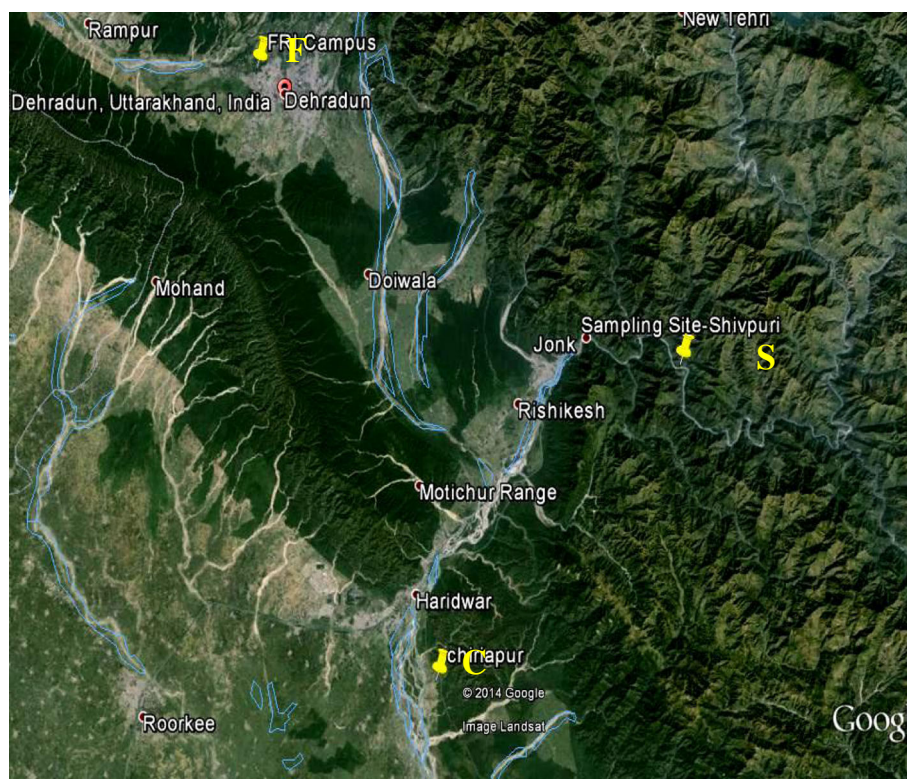 New Tehri
Rampur
FRI Campus
F
Dehradun, Uttarakhand, India
Dehradun
Doiwala
Mohand
Sampling Site-Shivpuri
Jonk
S
Rishikesh
Motichur Range
Haridwar
C
© 2014 Google
Image Landsat
Roorkee
Goog